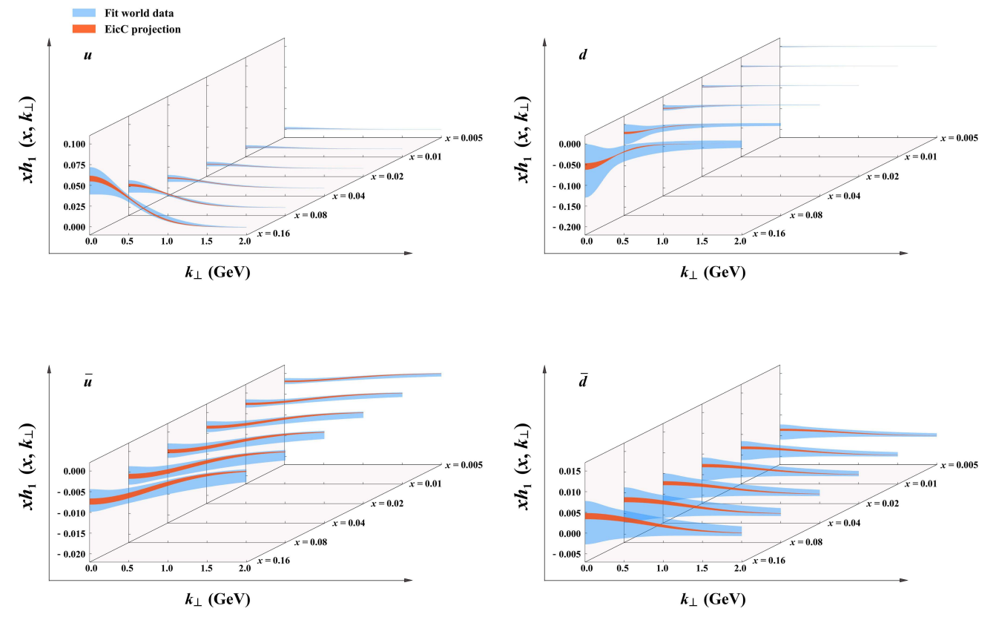 Fit world data
EicC projection
u
xh₁ (x, k⊥)
0.100
0.075
0.050
0.025
0.000
0.0 0.5 1.0 1.5 2.0
x = 0.005
x = 0.01
x = 0.02
x = 0.04
x = 0.08
x = 0.16
k⊥ (GeV)
d
xh₁ (x, k⊥)
0.000
- 0.050
- 0.100
- 0.150
- 0.200
0.0 0.5 1.0 1.5 2.0
x = 0.005
x = 0.01
x = 0.02
x = 0.04
x = 0.08
x = 0.16
k⊥ (GeV)
u̅
xh₁ (x, k⊥)
0.000
- 0.005
- 0.010
- 0.015
- 0.020
0.0 0.5 1.0 1.5 2.0
x = 0.005
x = 0.01
x = 0.02
x = 0.04
x = 0.08
x = 0.16
k⊥ (GeV)
d̅
xh₁ (x, k⊥)
0.015
0.010
0.005
0.000
- 0.005
0.0 0.5 1.0 1.5 2.0
x = 0.005
x = 0.01
x = 0.02
x = 0.04
x = 0.08
x = 0.16
k⊥ (GeV)